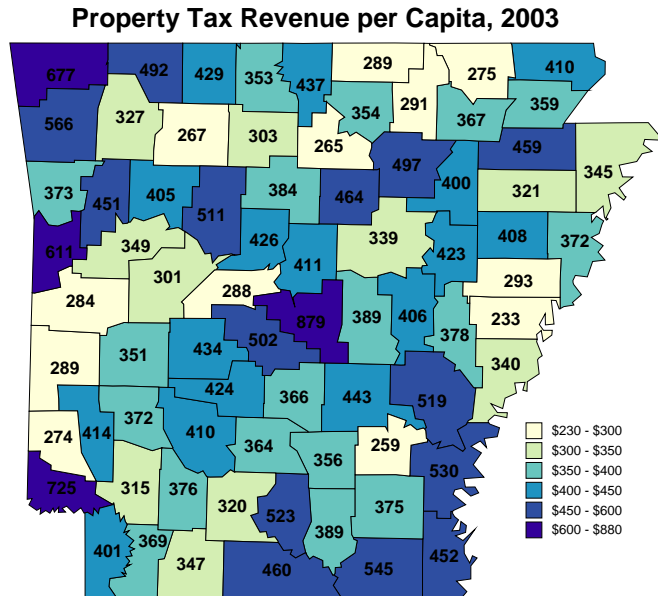 Property Tax Revenue per Capita, 2003
677 492 429 353 437 289 275 410
566 327 267 303 265 354 291 367 359
373 451 405 511 384 464 497 400 459 345
321
611 349 426 339 423 408 372
301 411 293
284 288 879 389 406 378 233
289 351 434 502 340
424 366 443 519
274 414 372 410 364 356 259 530
725 315 376 320 523 375
401 369 347 460 389 545 452
$230 - $300
$300 - $350
$350 - $400
$400 - $450
$450 - $600
$600 - $880